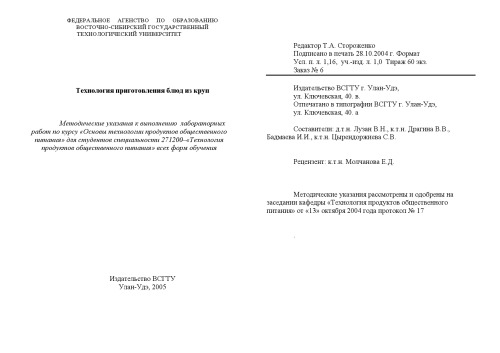 ФЕДЕРАЛЬНОЕ АГЕНСТВО ПО ОБРАЗОВАНИЮ
ВОСТОЧНО-СИБИРСКИЙ ГОСУДАРСТВЕННЫЙ
ТЕХНОЛОГИЧЕСКИЙ УНИВЕРСИТЕТ
Технология приготовления блюд из круп
Методические указания к выполнению лабораторных
работ по курсу «Основы технологии продуктов общественного
питания» для студентов специальности 271200–«Технология
продуктов общественного питания» всех форм обучения
Издательство ВСГТУ
Улан-Удэ, 2005
Редактор Т.А. Стороженко
Подписано в печать 28.10.2004 г. Формат
Усл. п. л. 1,16, уч.-изд. л. 1,0 Тираж 60 экз.
Заказ № 6
Издательство ВСГТУ г. Улан-Удэ,
ул. Ключевская, 40. в.
Отпечатано в типографии ВСГТУ г. Улан-Удэ,
ул. Ключевская, 40. а
Составители: д.т.н. Лузан В.Н., к.т.н. Дрягина В.В.,
Бадмаева И.И., к.т.н. Цырендоржиева С.В.
Рецензент: к.т.н. Молчанова Е.Д.
Методические указания рассмотрены и одобрены на
заседании кафедры «Технология продуктов общественного
питания» от «13» октября 2004 года протокол № 17